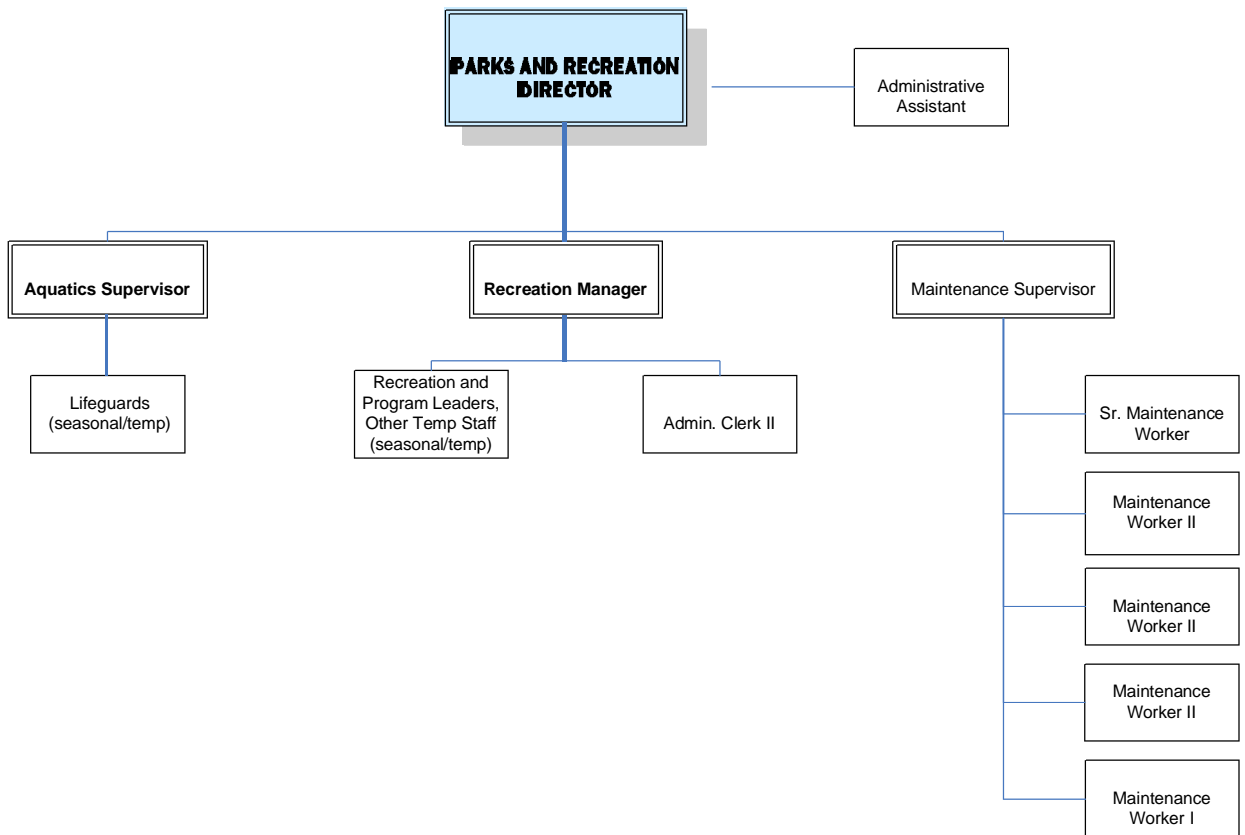 PARKS AND RECREATION
DIRECTOR
Administrative
Assistant
Aquatics Supervisor
Recreation Manager
Maintenance Supervisor
Lifeguards
(seasonal/temp)
Recreation and
Program Leaders,
Other Temp Staff
(seasonal/temp)
Admin. Clerk II
Sr. Maintenance
Worker
Maintenance
Worker II
Maintenance
Worker II
Maintenance
Worker II
Maintenance
Worker I